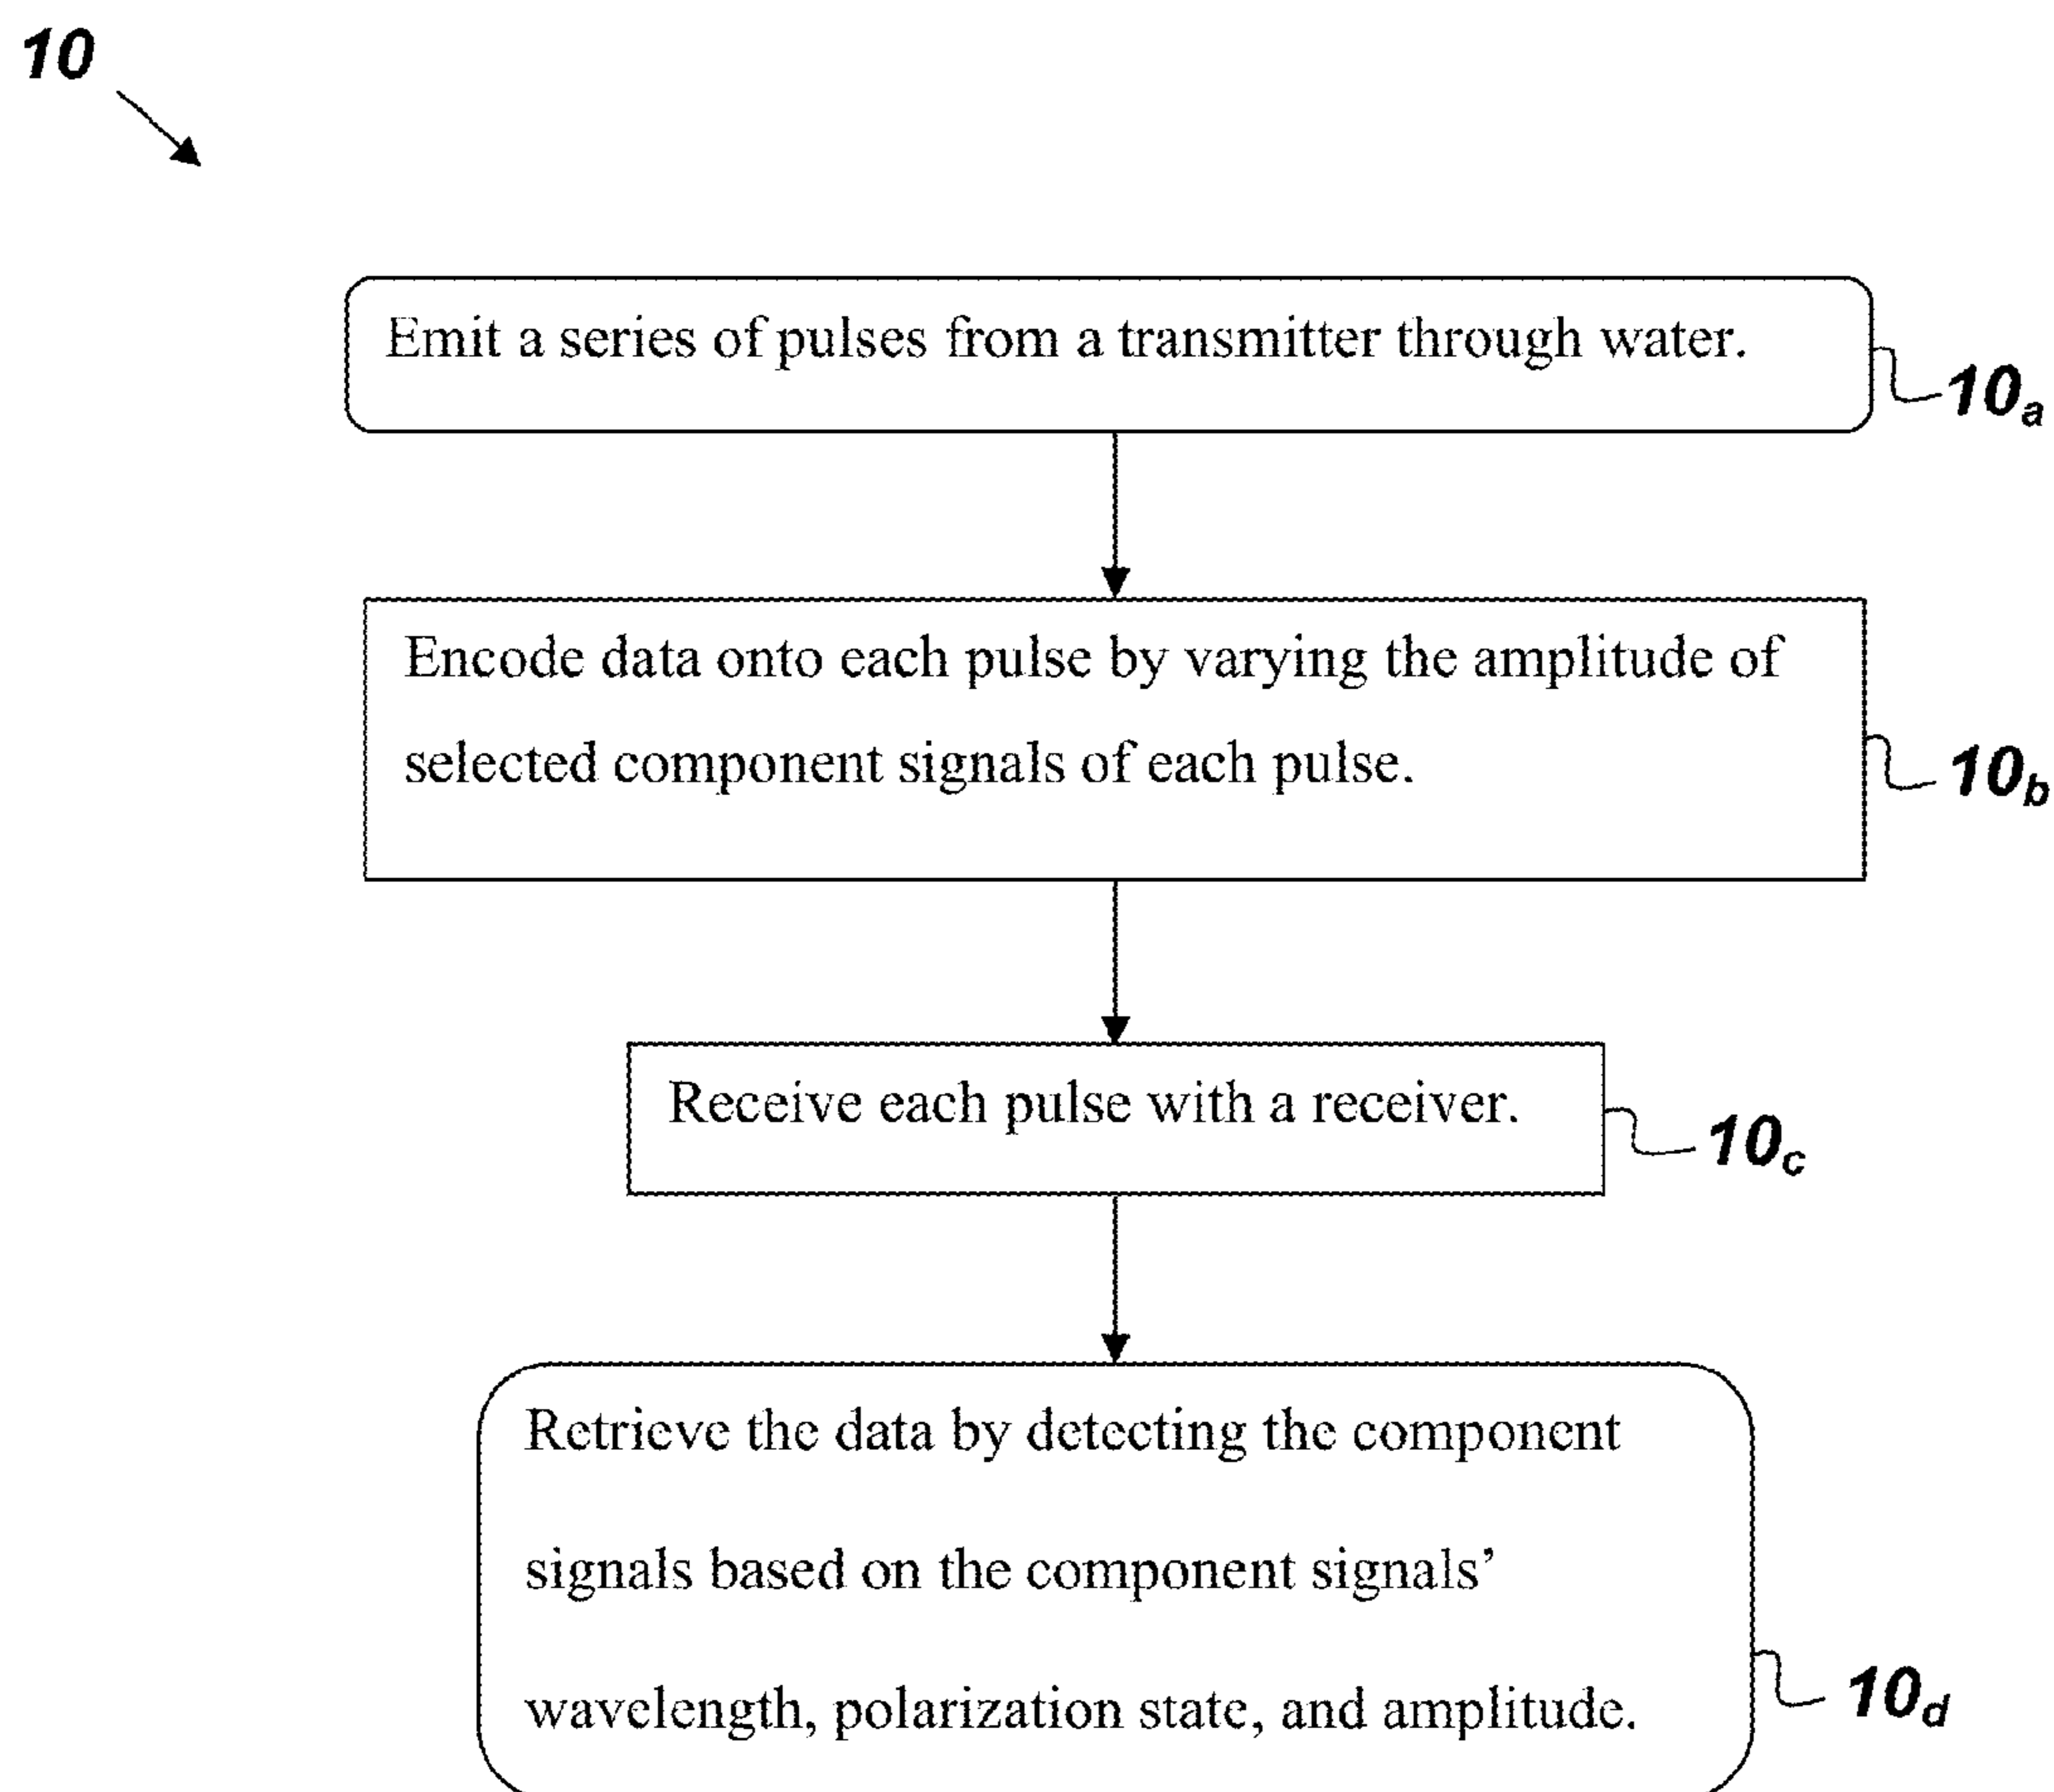 10
Emit a series of pulses from a transmitter through water.
10a
Encode data onto each pulse by varying the amplitude of
selected component signals of each pulse.
10b
Receive each pulse with a receiver.
10c
Retrieve the data by detecting the component
signals based on the component signals’
wavelength, polarization state, and amplitude.
10d